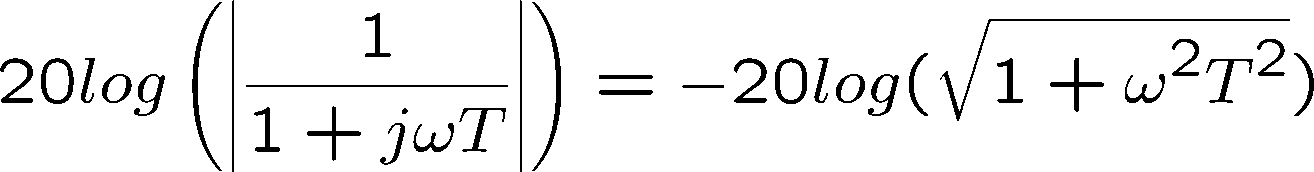 20log(|1/(1 + jωT)|) = −20log(√(1 + ω²T²))